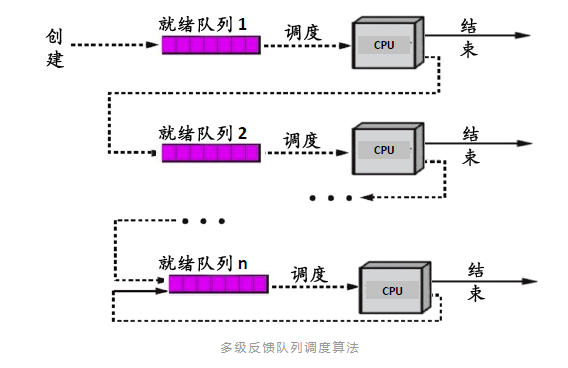 创建
就绪队列 1
调度
CPU
结束
就绪队列 2
调度
CPU
结束
• • •
• • •
就绪队列 n
调度
CPU
结束
多级反馈队列调度算法